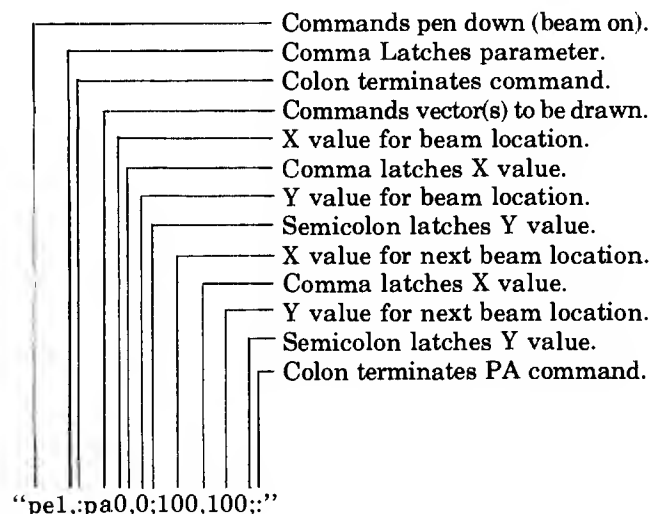 Commands pen down (beam on).
Comma Latches parameter.
Colon terminates command.
Commands vector(s) to be drawn.
X value for beam location.
Comma latches X value.
Y value for beam location.
Semicolon latches Y value.
X value for next beam location.
Comma latches X value.
Y value for next beam location.
Semicolon latches Y value.
Colon terminates PA command.
“pe1,:pa0,0;100,100;:”